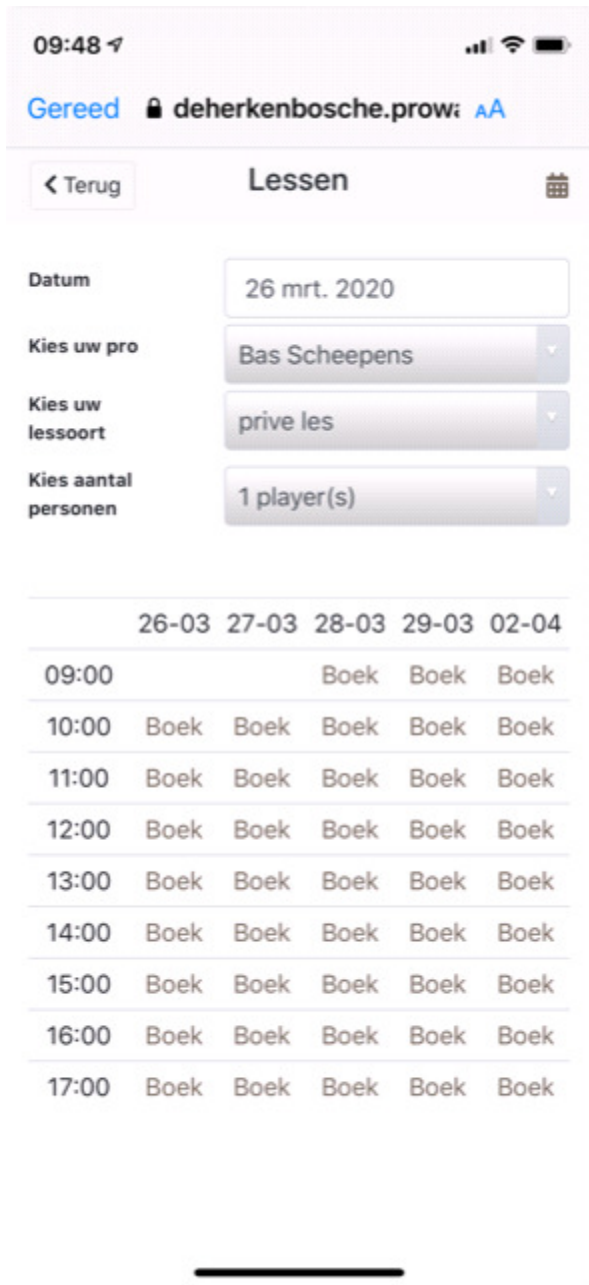 09:48
Gereed deherkenbosche.prow AA
Terug Lessen
Datum 26 mrt. 2020
Kies uw pro Bas Scheepens
Kies uw
lessoort prive les
Kies aantal
personen 1 player(s)
26-03 27-03 28-03 29-03 02-04
09:00 Boek Boek Boek
10:00 Boek Boek Boek Boek Boek
11:00 Boek Boek Boek Boek Boek
12:00 Boek Boek Boek Boek Boek
13:00 Boek Boek Boek Boek Boek
14:00 Boek Boek Boek Boek Boek
15:00 Boek Boek Boek Boek Boek
16:00 Boek Boek Boek Boek Boek
17:00 Boek Boek Boek Boek Boek